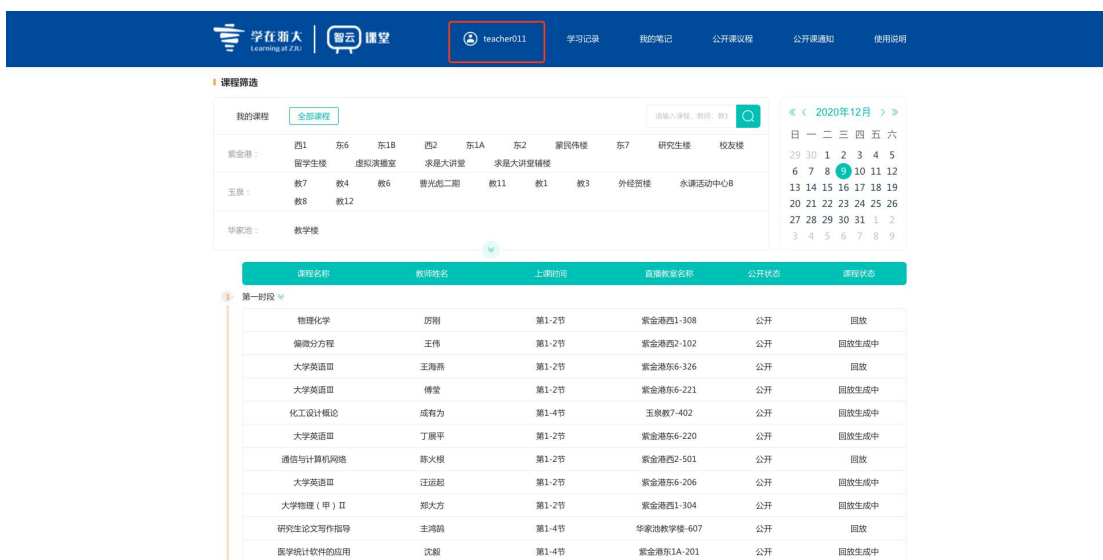 学在浙大 智云 课堂 teacher011 学习记录 我的笔记 公开课议程 公开课通知 使用说明
Learning at ZJU
课程筛选
我的课程 全部课程 请输入课程、教师、教室
紫金港： 西1 东6 东1B 西2 东1A 东2 蒙民伟楼 东7 研究生楼 校友楼
留学生楼 虚拟演播室 求是大讲堂 求是大讲堂辅楼
玉泉： 教7 教4 教6 曹光彪二期 教11 教1 教3 外经贸楼 永谦活动中心B
教8 教12
华家池： 教学楼
« < 2020年12月 > »
日 一 二 三 四 五 六
29 30 1 2 3 4 5
6 7 8 9 10 11 12
13 14 15 16 17 18 19
20 21 22 23 24 25 26
27 28 29 30 31 1 2
3 4 5 6 7 8 9
课程名称 教师姓名 上课时间 直播教室名称 公开状态 课程状态
1 第一时段
物理化学 厉刚 第1-2节 紫金港西1-308 公开 回放
偏微分方程 王伟 第1-2节 紫金港西2-102 公开 回放生成中
大学英语Ⅲ 王海燕 第1-2节 紫金港东6-326 公开 回放
大学英语Ⅲ 傅莹 第1-2节 紫金港东6-221 公开 回放生成中
化工设计概论 成有为 第1-4节 玉泉教7-402 公开 回放生成中
大学英语Ⅲ 丁展平 第1-2节 紫金港东6-220 公开 回放生成中
通信与计算机网络 陈火根 第1-2节 紫金港西2-501 公开 回放
大学英语Ⅲ 汪运起 第1-2节 紫金港东6-206 公开 回放生成中
大学物理（甲）Ⅱ 郑大方 第1-2节 紫金港西1-304 公开 回放生成中
研究生论文写作指导 主鸿鹄 第1-4节 华家池教学楼-607 公开 回放
医学统计软件的应用 沈毅 第1-4节 紫金港东1A-201 公开 回放生成中